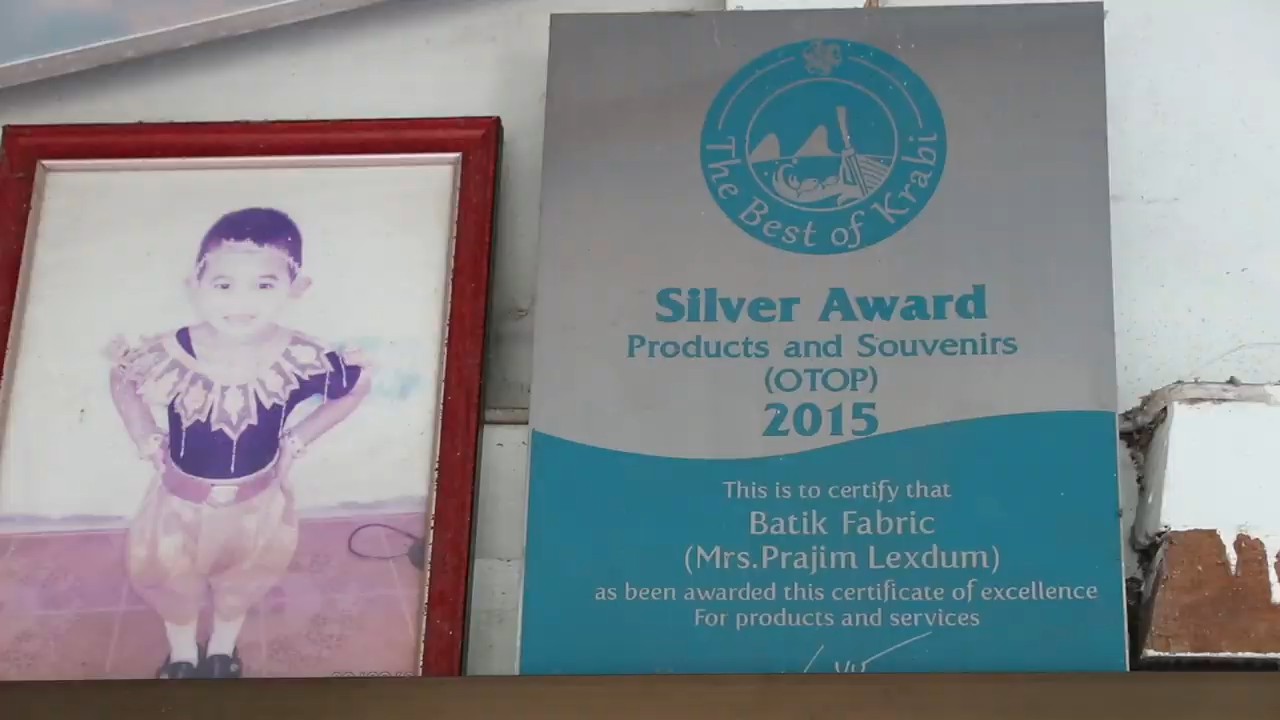 The Best of Krabi
Silver Award
Products and Souvenirs
(OTOP)
2015
This is to certify that
Batik Fabric
(Mrs.Prajim Lexdum)
as been awarded this certificate of excellence
For products and services